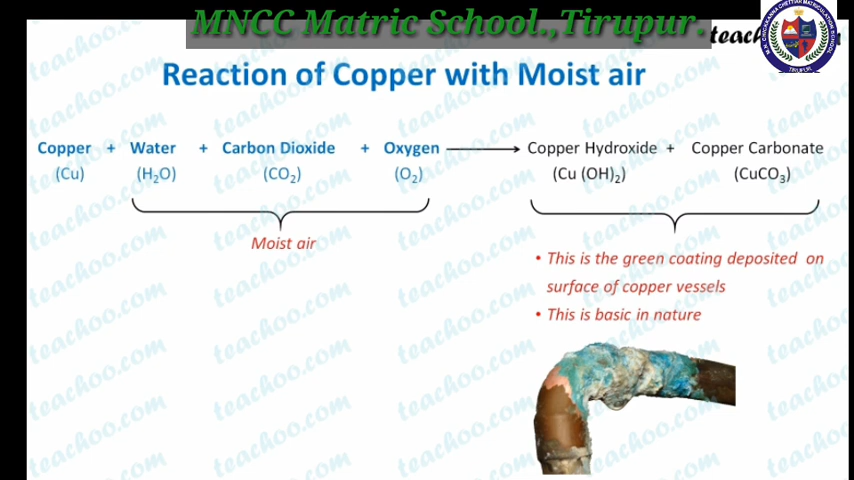 MNCC Matric School.,Tirupur.
teach
Reaction of Copper with Moist air
Copper + Water + Carbon Dioxide + Oxygen ⟶ Copper Hydroxide + Copper Carbonate
(Cu) (H₂O) (CO₂) (O₂) (Cu (OH)₂) (CuCO₃)
Moist air
• This is the green coating deposited on
surface of copper vessels
• This is basic in nature
teachoo.com
TIRUPUR